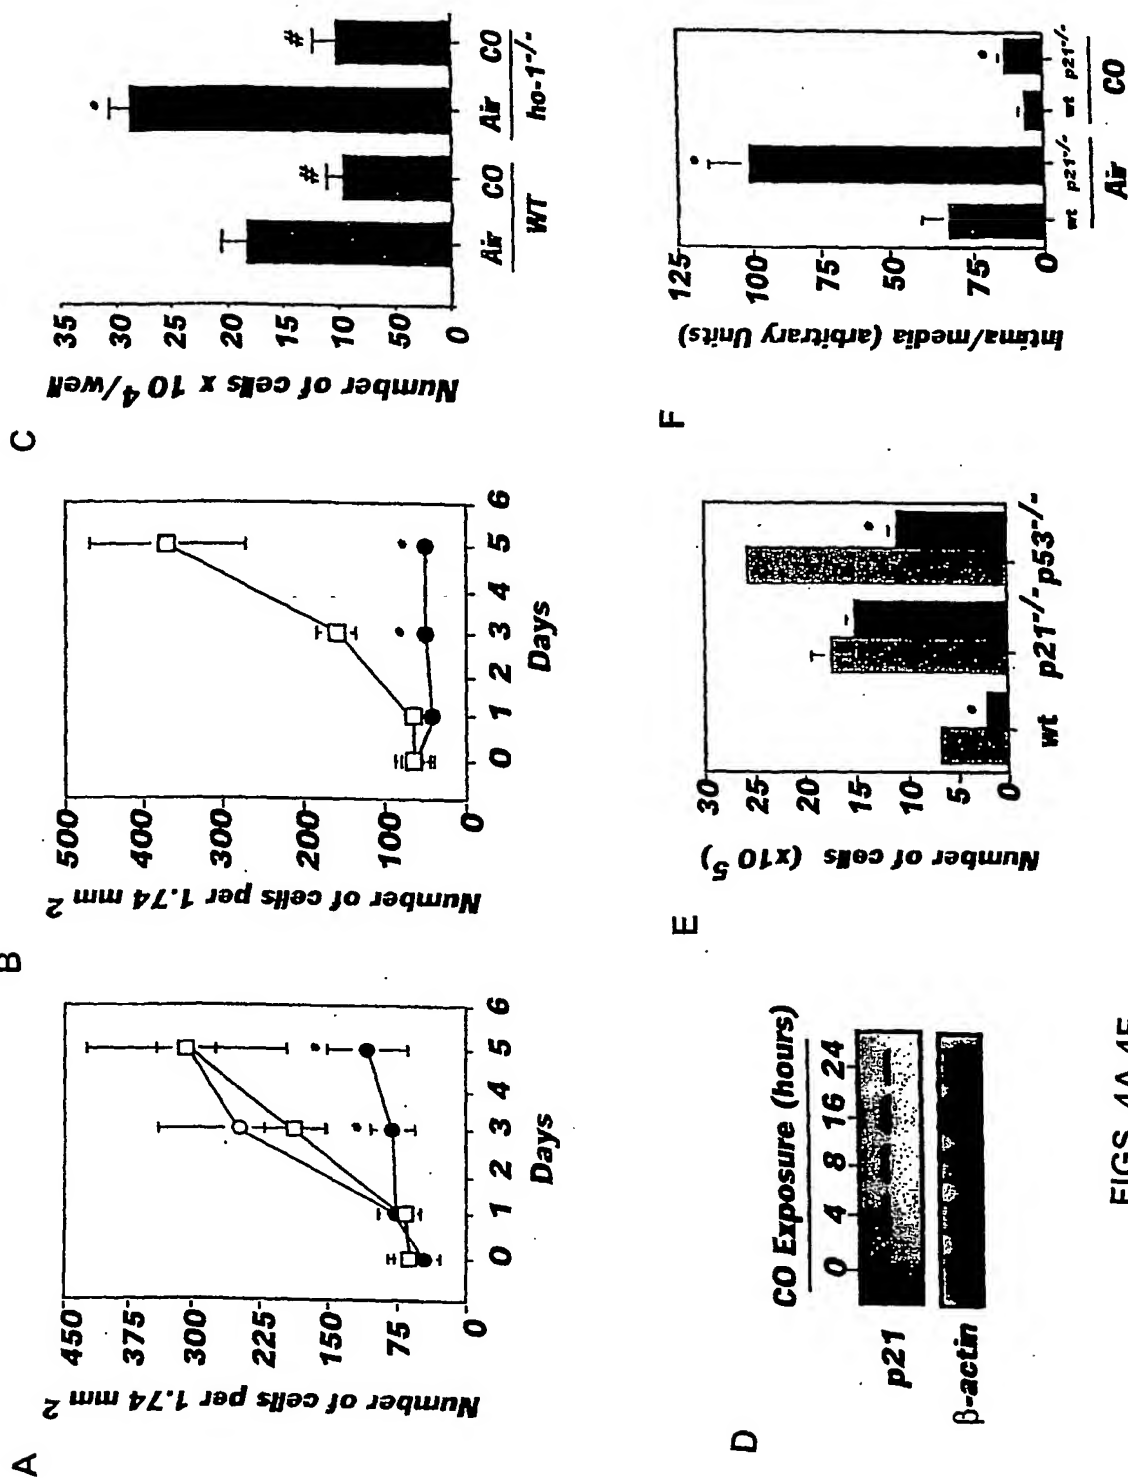 A
Number of cells per 1.74 mm 2
450
375
300
225
150
75
0
0 1 2 3 4 5 6
Days
B
Number of cells per 1.74 mm 2
500
400
300
200
100
0
0 1 2 3 4 5 6
Days
C
Number of cells x 10 4/well
35
30
25
20
15
10
50
0
# * #
Air CO Air CO
WT ho-1-/-
D
CO Exposure (hours)
0 4 8 16 24
p21
β-actin
E
Number of cells (x10 5)
30
25
20
15
10
5
0
wt p21-/- p53-/-
F
Intima/media (arbitrary Units)
125
100
75
50
75
0
wt p21-/- wt p21-/-
Air CO
FIGS. 4A-4F